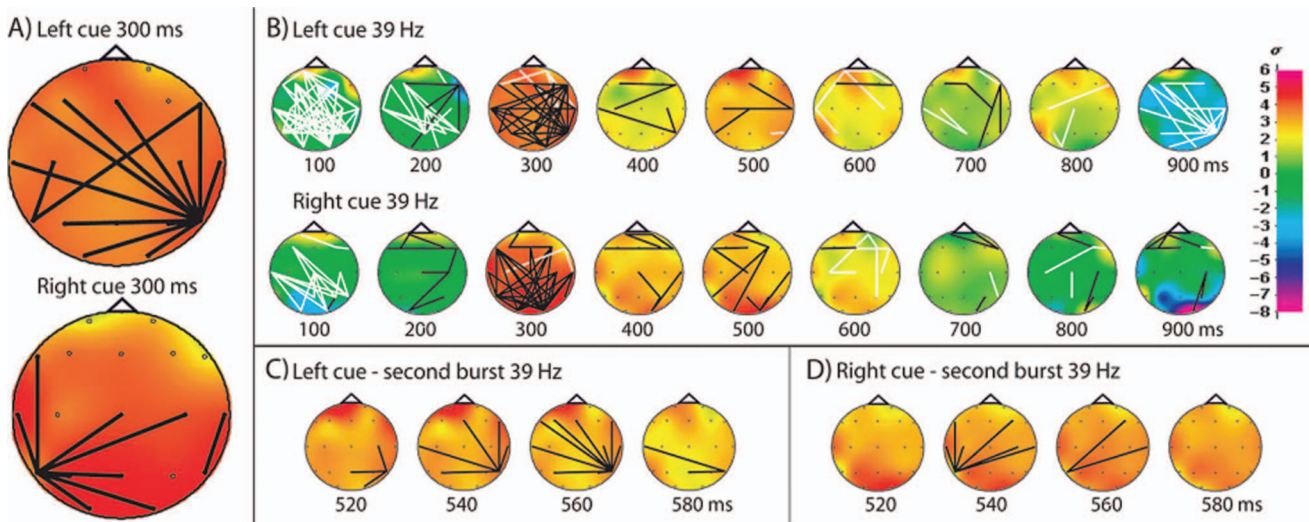 A) Left cue 300 ms
Right cue 300 ms
B) Left cue 39 Hz
100 200 300 400 500 600 700 800 900 ms
Right cue 39 Hz
100 200 300 400 500 600 700 800 900 ms
σ
6
5
4
3
2
1
0
-1
-2
-3
-4
-5
-6
-7
-8
C) Left cue - second burst 39 Hz
520 540 560 580 ms
D) Right cue - second burst 39 Hz
520 540 560 580 ms